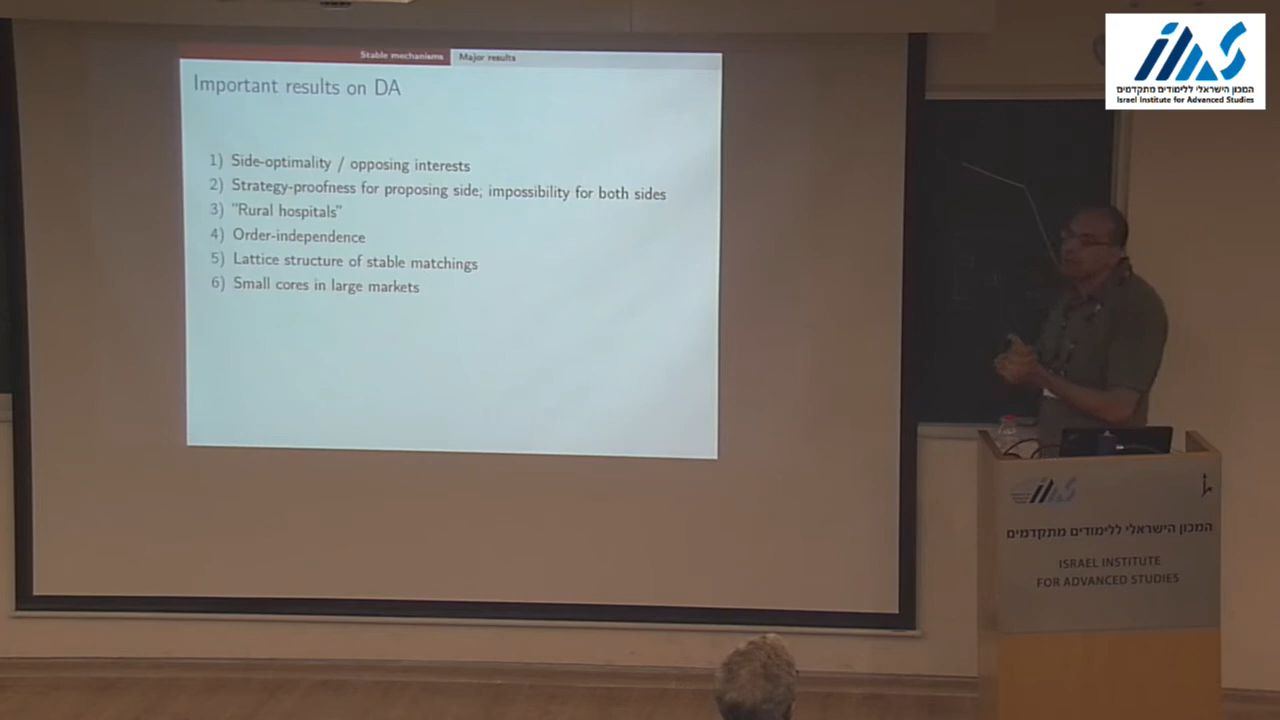 Stable mechanisms Major results
Important results on DA
1) Side-optimality / opposing interests
2) Strategy-proofness for proposing side; impossibility for both sides
3) "Rural hospitals"
4) Order-independence
5) Lattice structure of stable matchings
6) Small cores in large markets
המכון הישראלי ללימודים מתקדמים
Israel Institute for Advanced Studies
המכון הישראלי ללימודים מתקדמים
ISRAEL INSTITUTE
FOR ADVANCED STUDIES